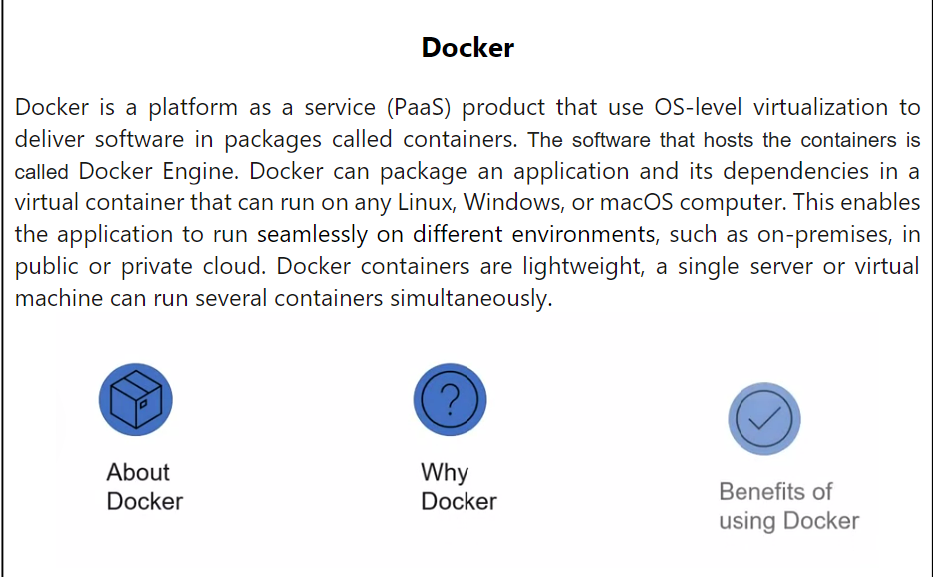 Docker
Docker is a platform as a service (PaaS) product that use OS-level virtualization to
deliver software in packages called containers. The software that hosts the containers is
called Docker Engine. Docker can package an application and its dependencies in a
virtual container that can run on any Linux, Windows, or macOS computer. This enables
the application to run seamlessly on different environments, such as on-premises, in
public or private cloud. Docker containers are lightweight, a single server or virtual
machine can run several containers simultaneously.
?
About
Docker
Why
Docker
Benefits of
using Docker